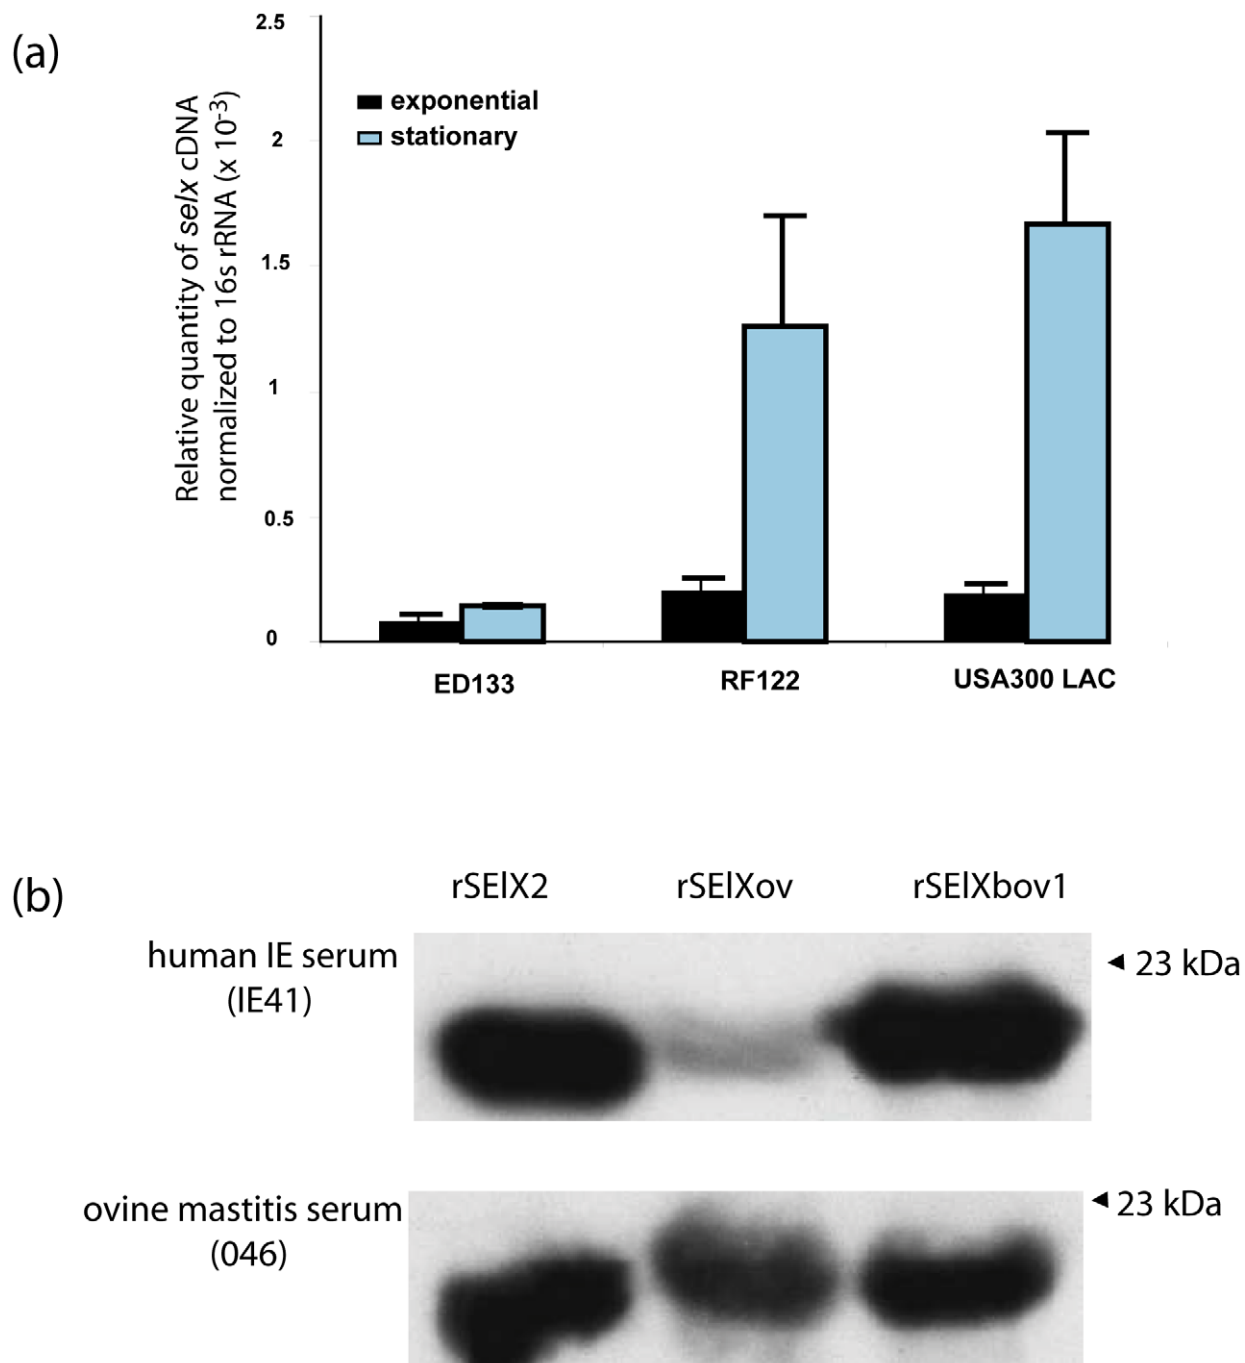 (a)
Relative quantity of selx cDNA
normalized to 16s rRNA (x 10-3)
2.5
2
1.5
1
0.5
0
exponential
stationary
ED133
RF122
USA300 LAC
(b)
rSElX2
rSElXov
rSElXbov1
human IE serum
(IE41)
◄ 23 kDa
ovine mastitis serum
(046)
◄ 23 kDa